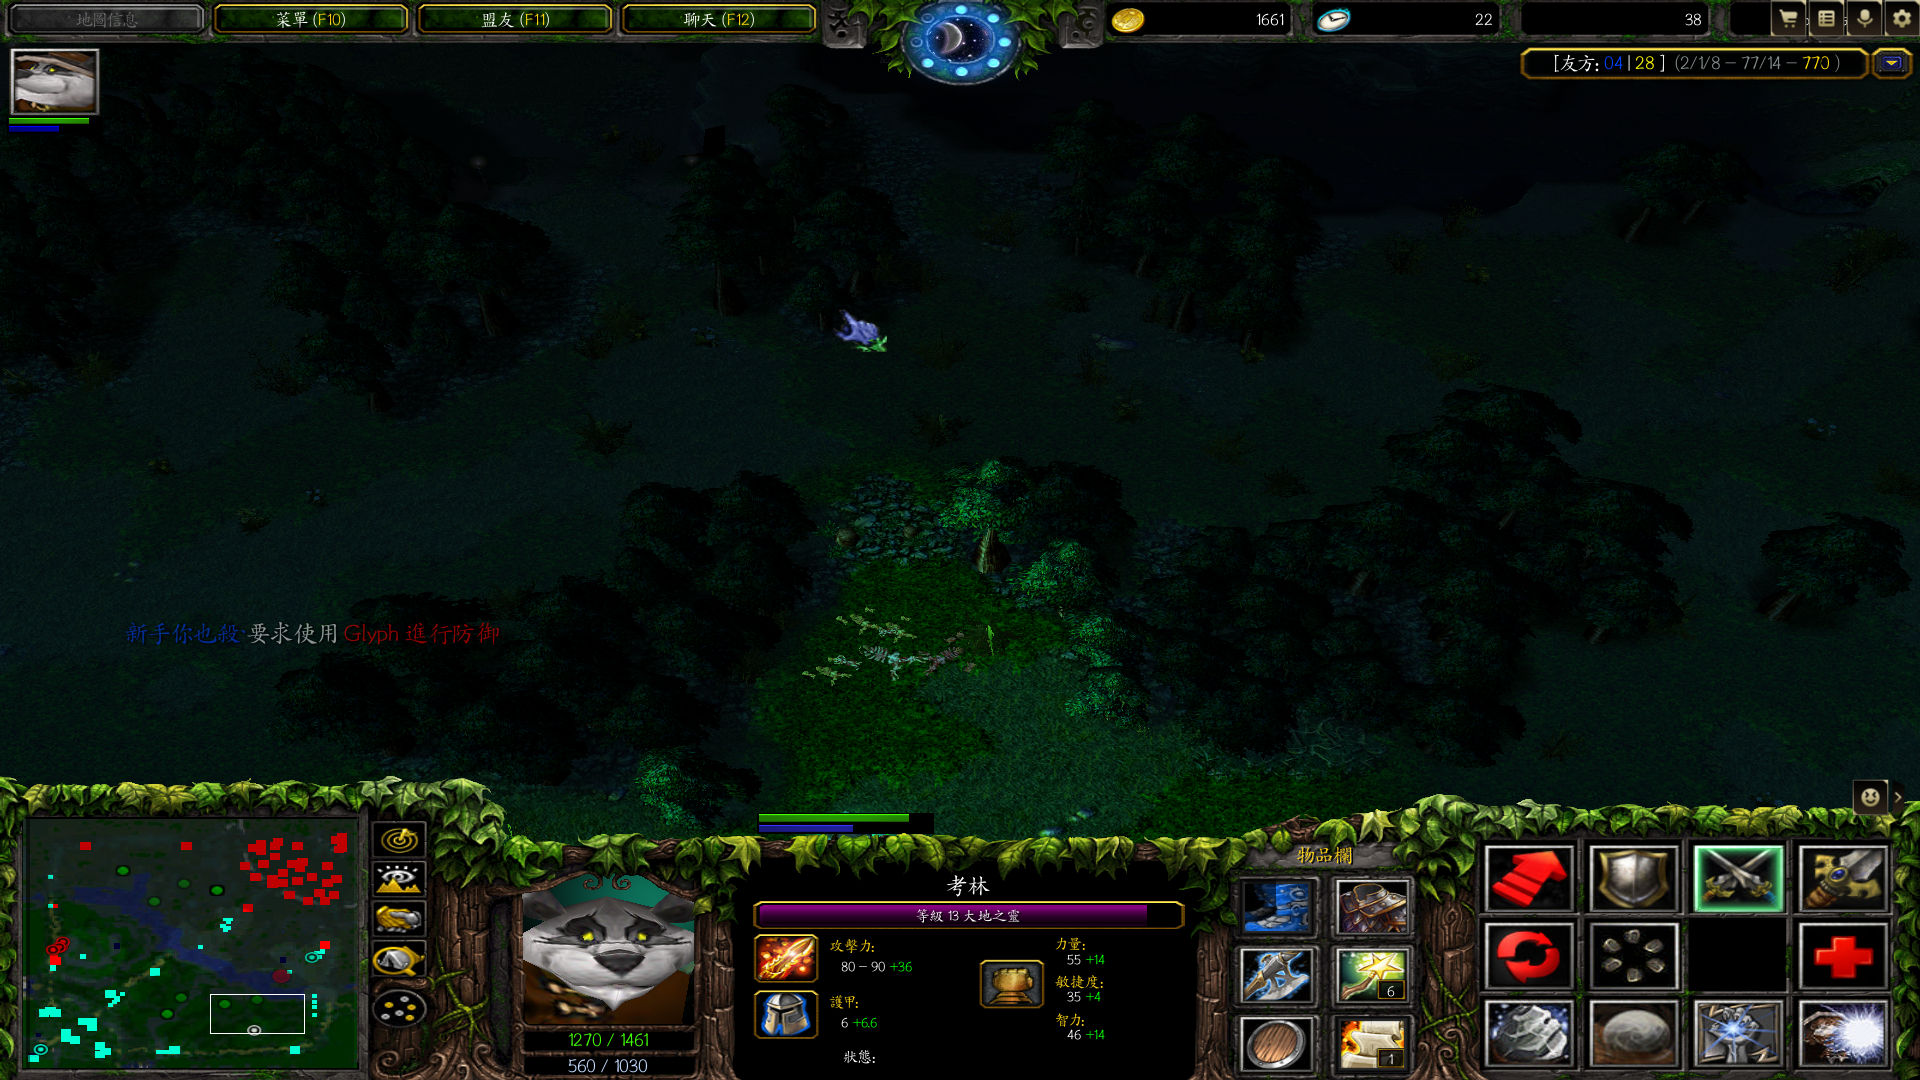 地圖信息
菜單 (F10)
盟友 (F11)
聊天 (F12)
1661
22
38
[友方: 04|28 ] (2/1/8 – 77/14 – 770 )
新手你也殺 要求使用 Glyph 進行防御
考林
等級 13 大地之靈
攻擊力:
80 – 90 +36
護甲:
6 +6.6
狀態:
力量:
55 +14
敏捷度:
35 +4
智力:
46 +14
1270 / 1461
560 / 1030
物品欄
6
1